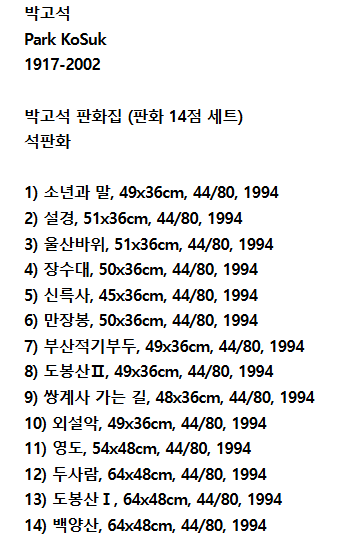 박고석
Park KoSuk
1917-2002
박고석 판화집 (판화 14점 세트)
석판화
1) 소년과 말, 49x36cm, 44/80, 1994
2) 설경, 51x36cm, 44/80, 1994
3) 울산바위, 51x36cm, 44/80, 1994
4) 장수대, 50x36cm, 44/80, 1994
5) 신륵사, 45x36cm, 44/80, 1994
6) 만장봉, 50x36cm, 44/80, 1994
7) 부산적기부두, 49x36cm, 44/80, 1994
8) 도봉산Ⅱ, 49x36cm, 44/80, 1994
9) 쌍계사 가는 길, 48x36cm, 44/80, 1994
10) 외설악, 49x36cm, 44/80, 1994
11) 영도, 54x48cm, 44/80, 1994
12) 두사람, 64x48cm, 44/80, 1994
13) 도봉산Ⅰ, 64x48cm, 44/80, 1994
14) 백양산, 64x48cm, 44/80, 1994